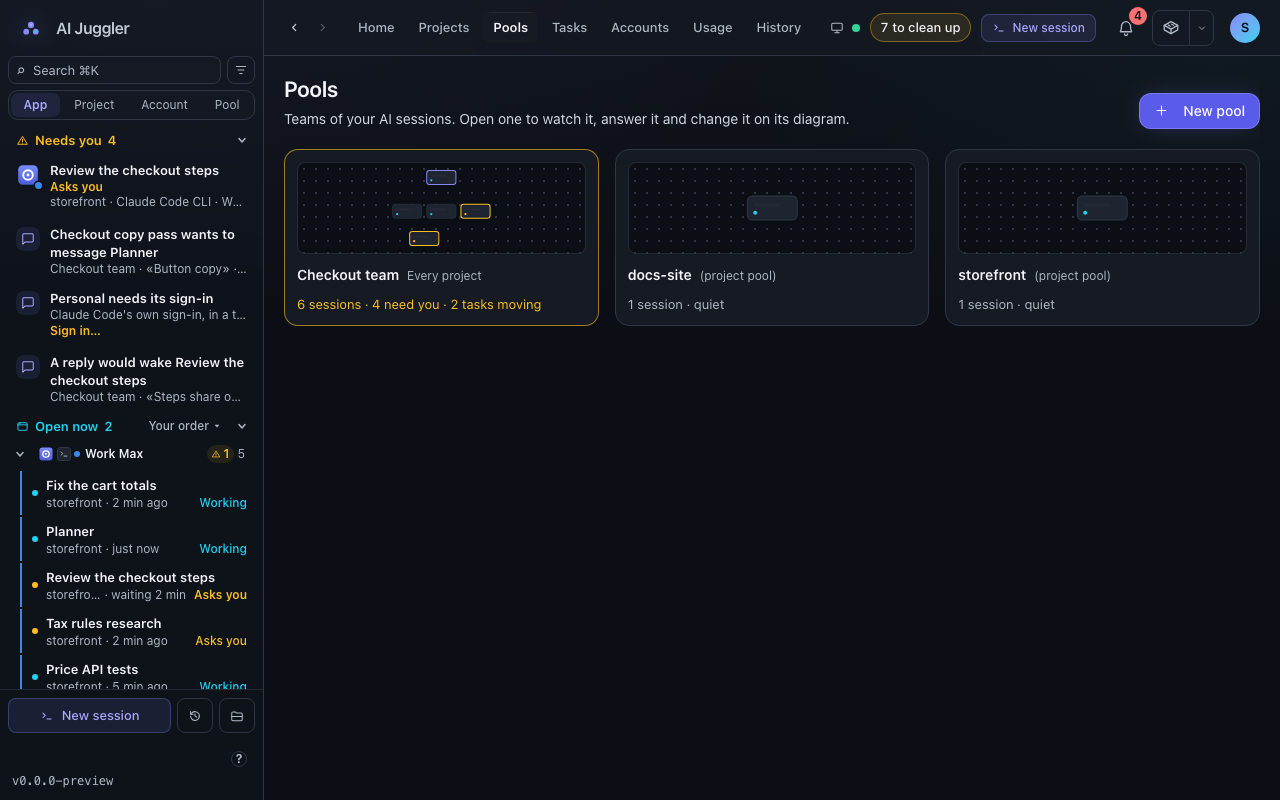 AI Juggler
Search ⌘K
App Project Account Pool
Needs you 4
Review the checkout steps
Asks you
storefront · Claude Code CLI · W...
Checkout copy pass wants to
message Planner
Checkout team · «Button copy» ·...
Personal needs its sign-in
Claude Code's own sign-in, in a t...
Sign in...
A reply would wake Review the
checkout steps
Checkout team · «Steps share o...
Open now 2 Your order
Work Max 1 5
Fix the cart totals
storefront · 2 min ago Working
Planner
storefront · just now Working
Review the checkout steps
storefro... · waiting 2 min Asks you
Tax rules research
storefront · 2 min ago Asks you
Price API tests
storefront · 5 min ago Working
New session
?
v0.0.0-preview
Home Projects Pools Tasks Accounts Usage History 7 to clean up New session 4 S
Pools
Teams of your AI sessions. Open one to watch it, answer it and change it on its diagram.
New pool
Checkout team Every project
6 sessions · 4 need you · 2 tasks moving
docs-site (project pool)
1 session · quiet
storefront (project pool)
1 session · quiet